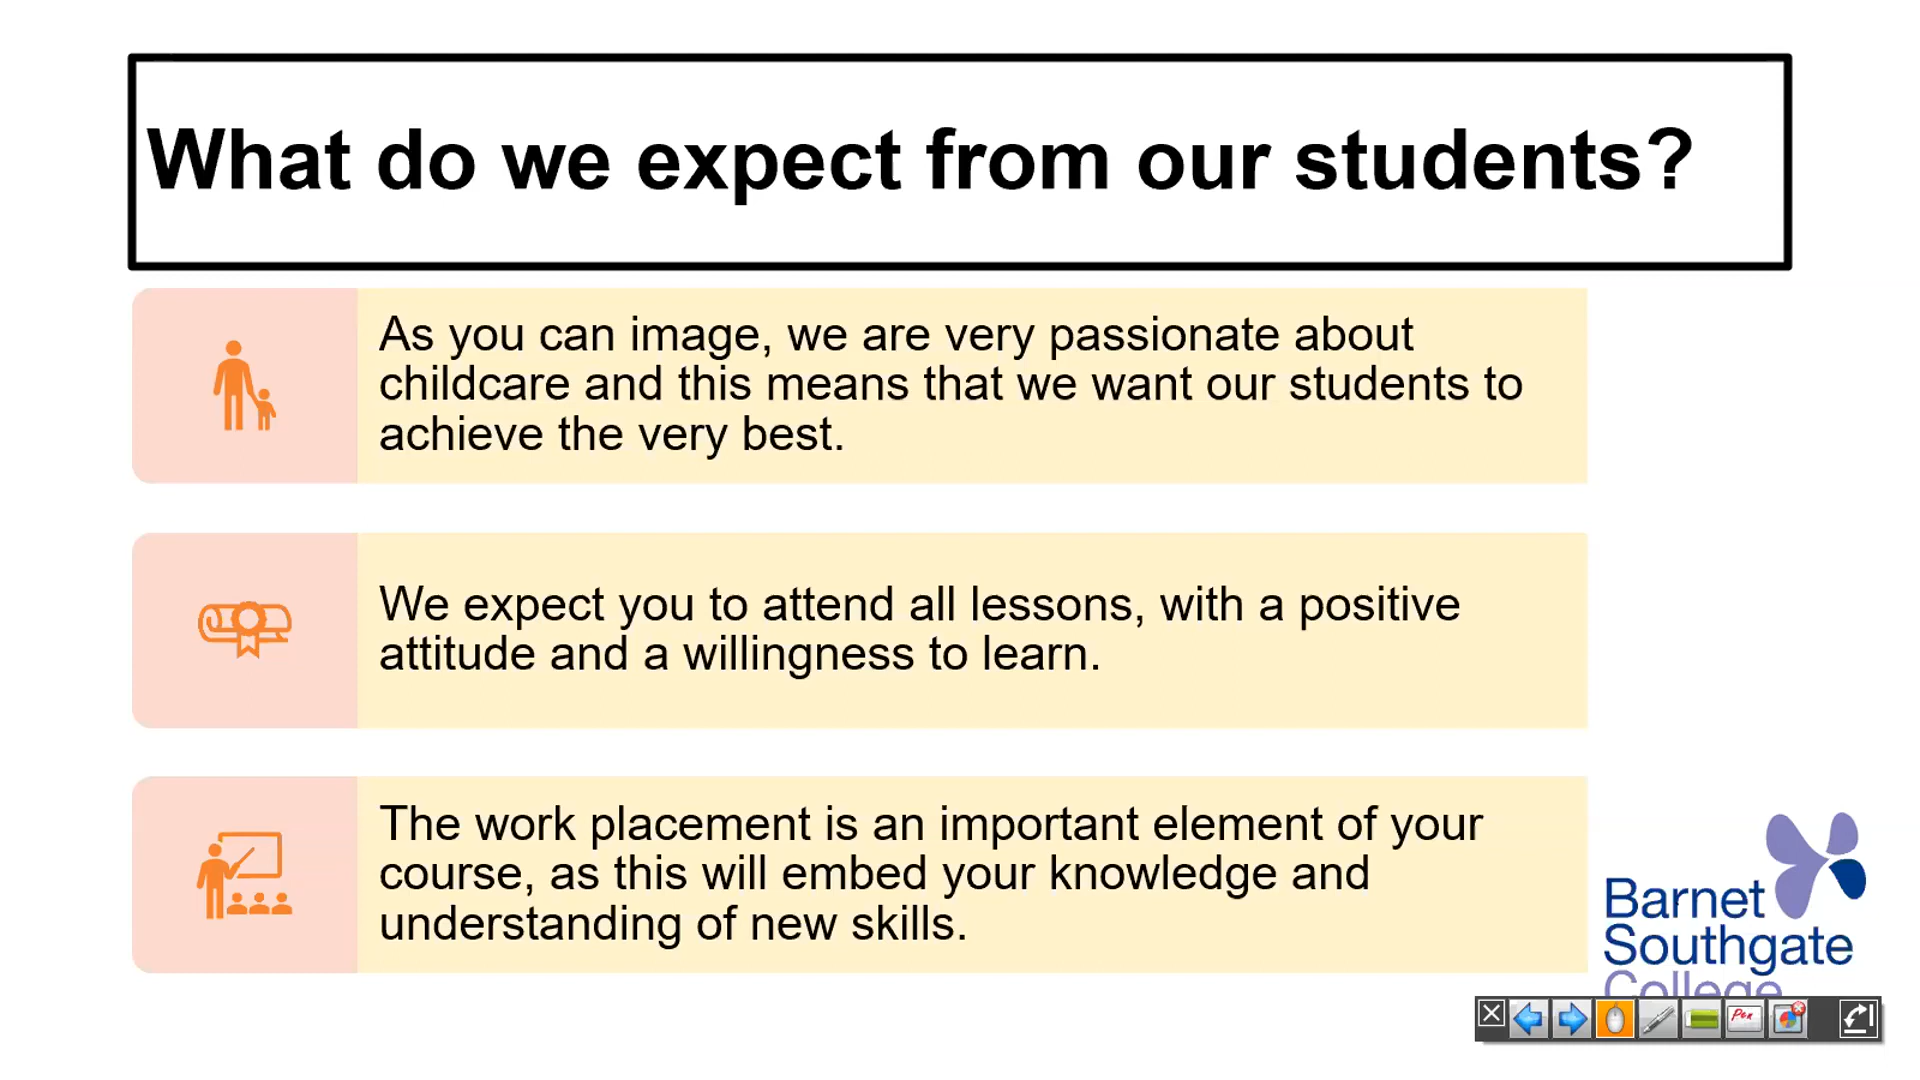 What do we expect from our students?
As you can image, we are very passionate about
childcare and this means that we want our students to
achieve the very best.
We expect you to attend all lessons, with a positive
attitude and a willingness to learn.
The work placement is an important element of your
course, as this will embed your knowledge and
understanding of new skills.
Barnet
Southgate
College
Pen